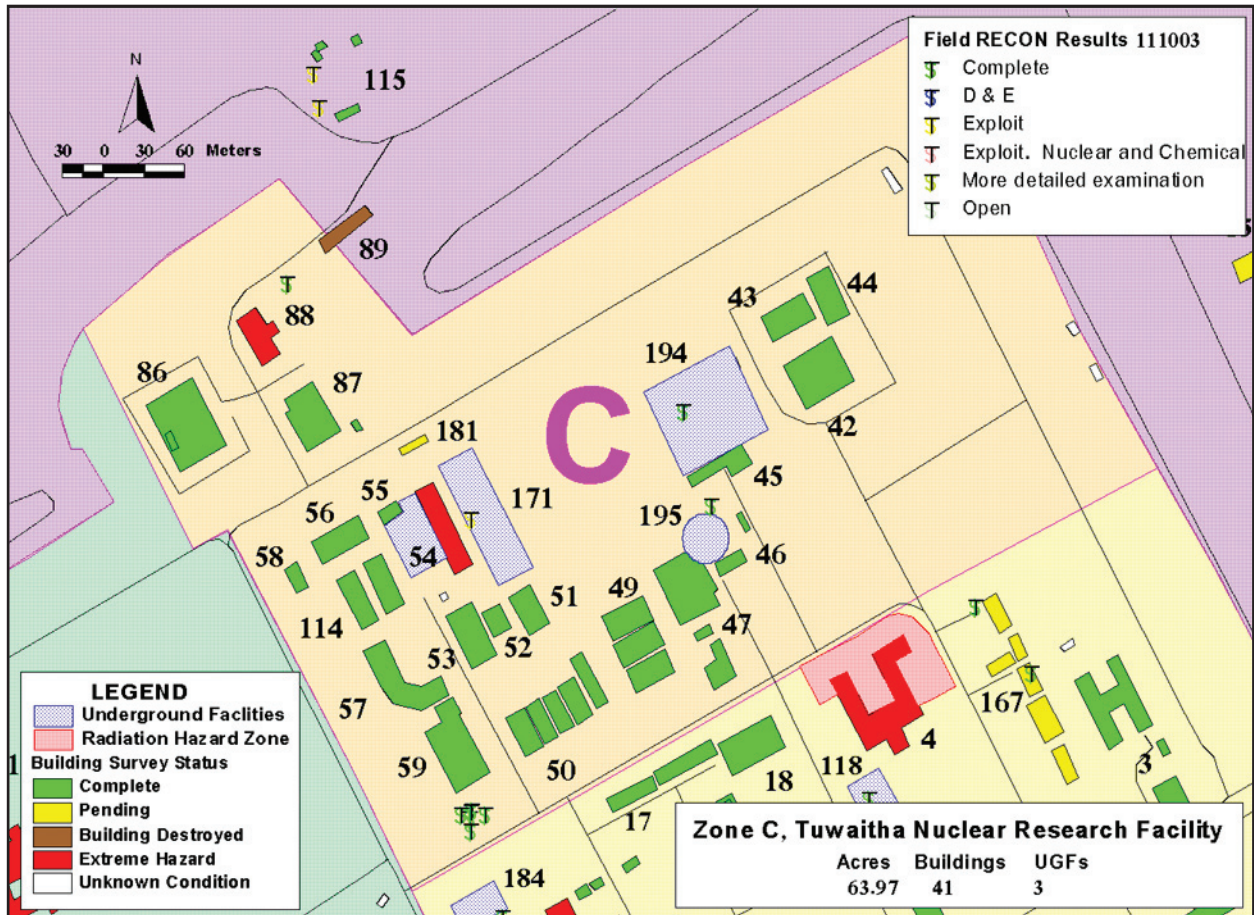 Field RECON Results 111003
Complete
D & E
Exploit
Exploit. Nuclear and Chemical
More detailed examination
Open
N
30 0 30 60 Meters
115
89
88
86
87
43
44
194
42
C
181
45
171
55
56
195
58
54
46
114
51
49
52
53
47
57
167
4
59
50
118
3
18
17
184
LEGEND
Underground Facilities
Radiation Hazard Zone
Building Survey Status
Complete
Pending
Building Destroyed
Extreme Hazard
Unknown Condition
Zone C, Tuwaitha Nuclear Research Facility
Acres Buildings UGFs
63.97 41 3